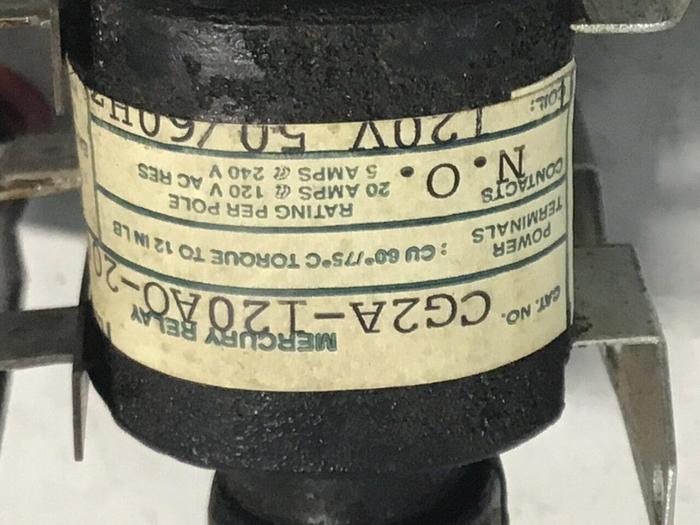 MERCURY RELAY
CAT. NO. CG2A-120AO-20
POWER TERMINALS : CU 60°/75°C TORQUE TO 12 IN LB
CONTACTS N.O.
RATING PER POLE
20 AMPS @ 120 V AC RES
5 AMPS @ 240 V
COIL: 120V 50/60HZ